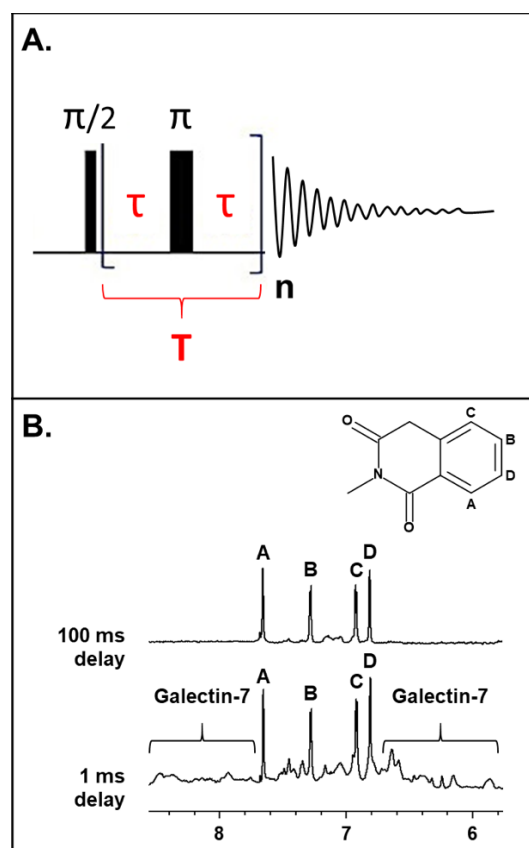 A.
π/2 π
τ τ
n
T
B.
O C
B
N D
A
O
A B C D
100 ms
delay
A B C D
Galectin-7 Galectin-7
1 ms
delay
8 7 6